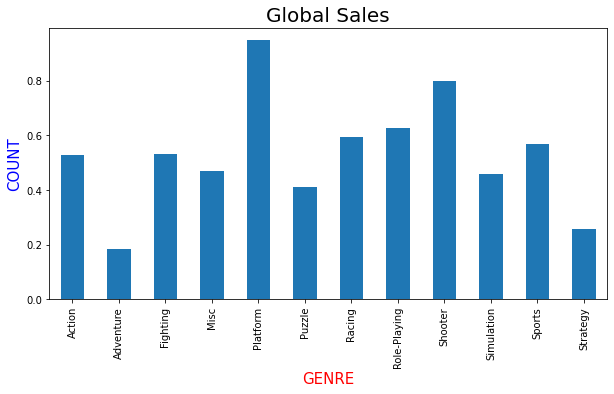 Global Sales
COUNT
0.8
0.6
0.4
0.2
0.0
Action
Adventure
Fighting
Misc
Platform
Puzzle
Racing
Role-Playing
Shooter
Simulation
Sports
Strategy
GENRE